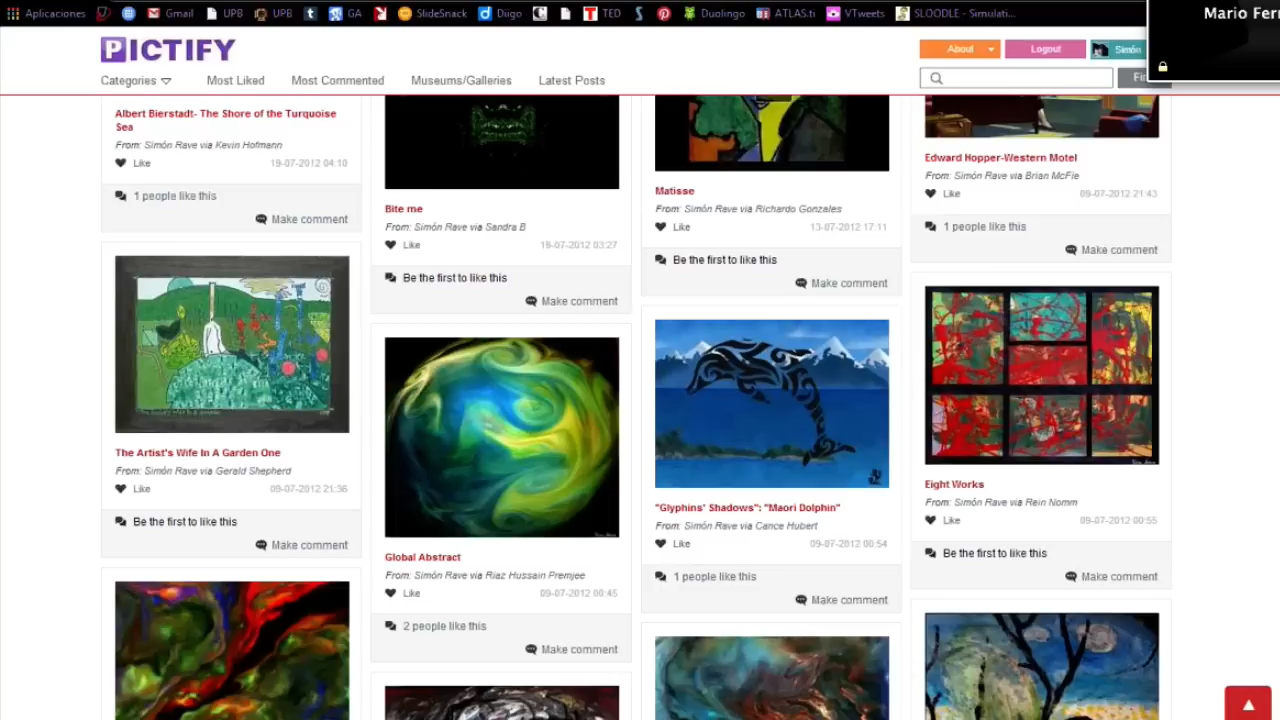 Aplicaciones
Gmail
UPB
UPB
GA
SlideSnack
Diigo
TED
Duolingo
ATLAS.ti
VTweets
SLOODLE - Simulati...
Mario Fer
PICTIFY
About
Logout
Simón
Categories
Most Liked
Most Commented
Museums/Galleries
Latest Posts
Albert Bierstadt- The Shore of the Turquoise
Sea
From: Simón Rave via Kevin Hofmann
Like
19-07-2012 04:10
1 people like this
Make comment
The Artist's Wife In A Garden One
From: Simón Rave via Gerald Shepherd
Like
09-07-2012 21:36
Be the first to like this
Make comment
Bite me
From: Simón Rave via Sandra B
Like
19-07-2012 03:27
Be the first to like this
Make comment
Global Abstract
From: Simón Rave via Riaz Hussain Premjee
Like
09-07-2012 00:45
2 people like this
Make comment
Matisse
From: Simón Rave via Richardo Gonzales
Like
13-07-2012 17:11
Be the first to like this
Make comment
"Glyphins' Shadows": "Maori Dolphin"
From: Simón Rave via Cance Hubert
Like
09-07-2012 00:54
1 people like this
Make comment
Edward Hopper-Western Motel
From: Simón Rave via Brian McFie
Like
09-07-2012 21:43
1 people like this
Make comment
Eight Works
From: Simón Rave via Rein Nomm
Like
09-07-2012 00:55
Be the first to like this
Make comment